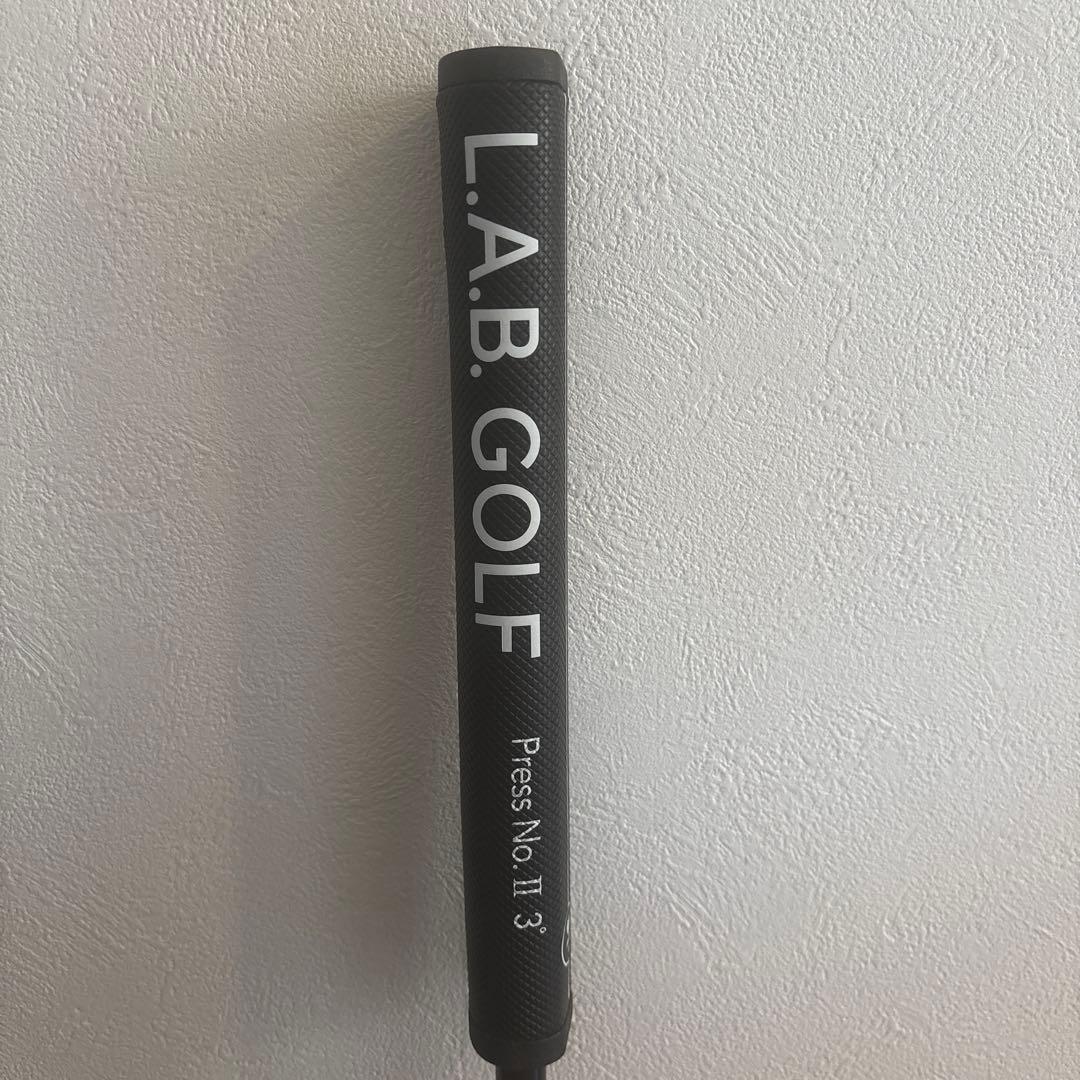 L.A.B. GOLF
Press No. II 3°